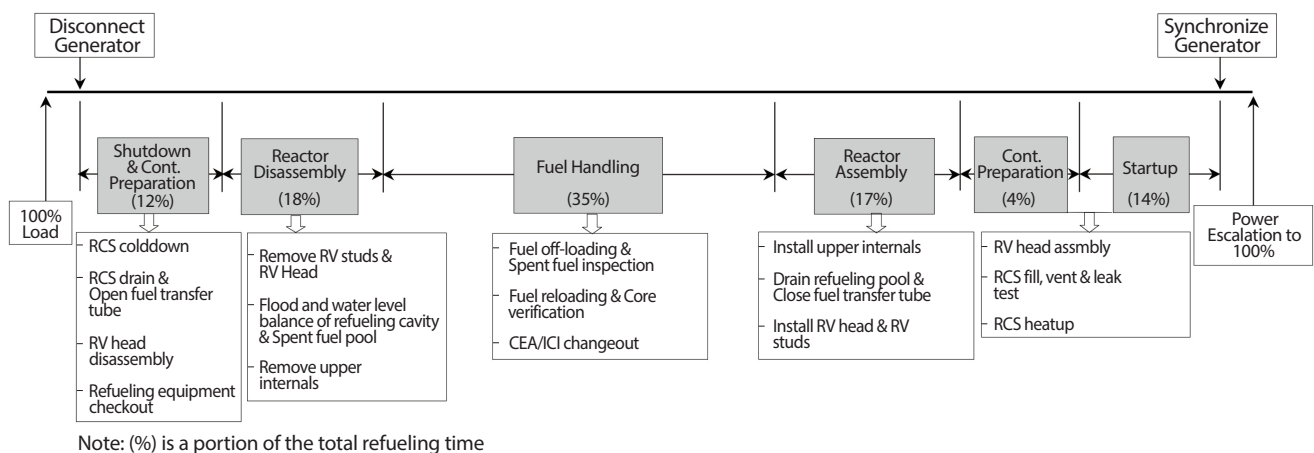 Disconnect
Generator
Synchronize
Generator
Shutdown
& Cont.
Preparation
(12%)
Reactor
Disassembly
(18%)
Fuel Handling
(35%)
Reactor
Assembly
(17%)
Cont.
Preparation
(4%)
Startup
(14%)
100%
Load
Power
Escalation to
100%
- RCS colddown
- RCS drain &
Open fuel transfer
tube
- RV head
disassembly
- Refueling equipment
checkout
- Remove RV studs &
RV Head
- Flood and water level
balance of refueling cavity
& Spent fuel pool
- Remove upper
internals
- Fuel off-loading &
Spent fuel inspection
- Fuel reloading & Core
verification
- CEA/ICI changeout
- Install upper internals
- Drain refueling pool &
Close fuel transfer tube
- Install RV head & RV
studs
- RV head assmbly
- RCS fill, vent & leak
test
- RCS heatup
Note: (%) is a portion of the total refueling time